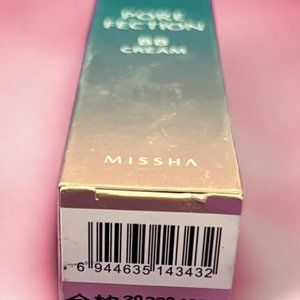 PORE
FECTION
BB
CREAM
MISSHA
6 944635 143432